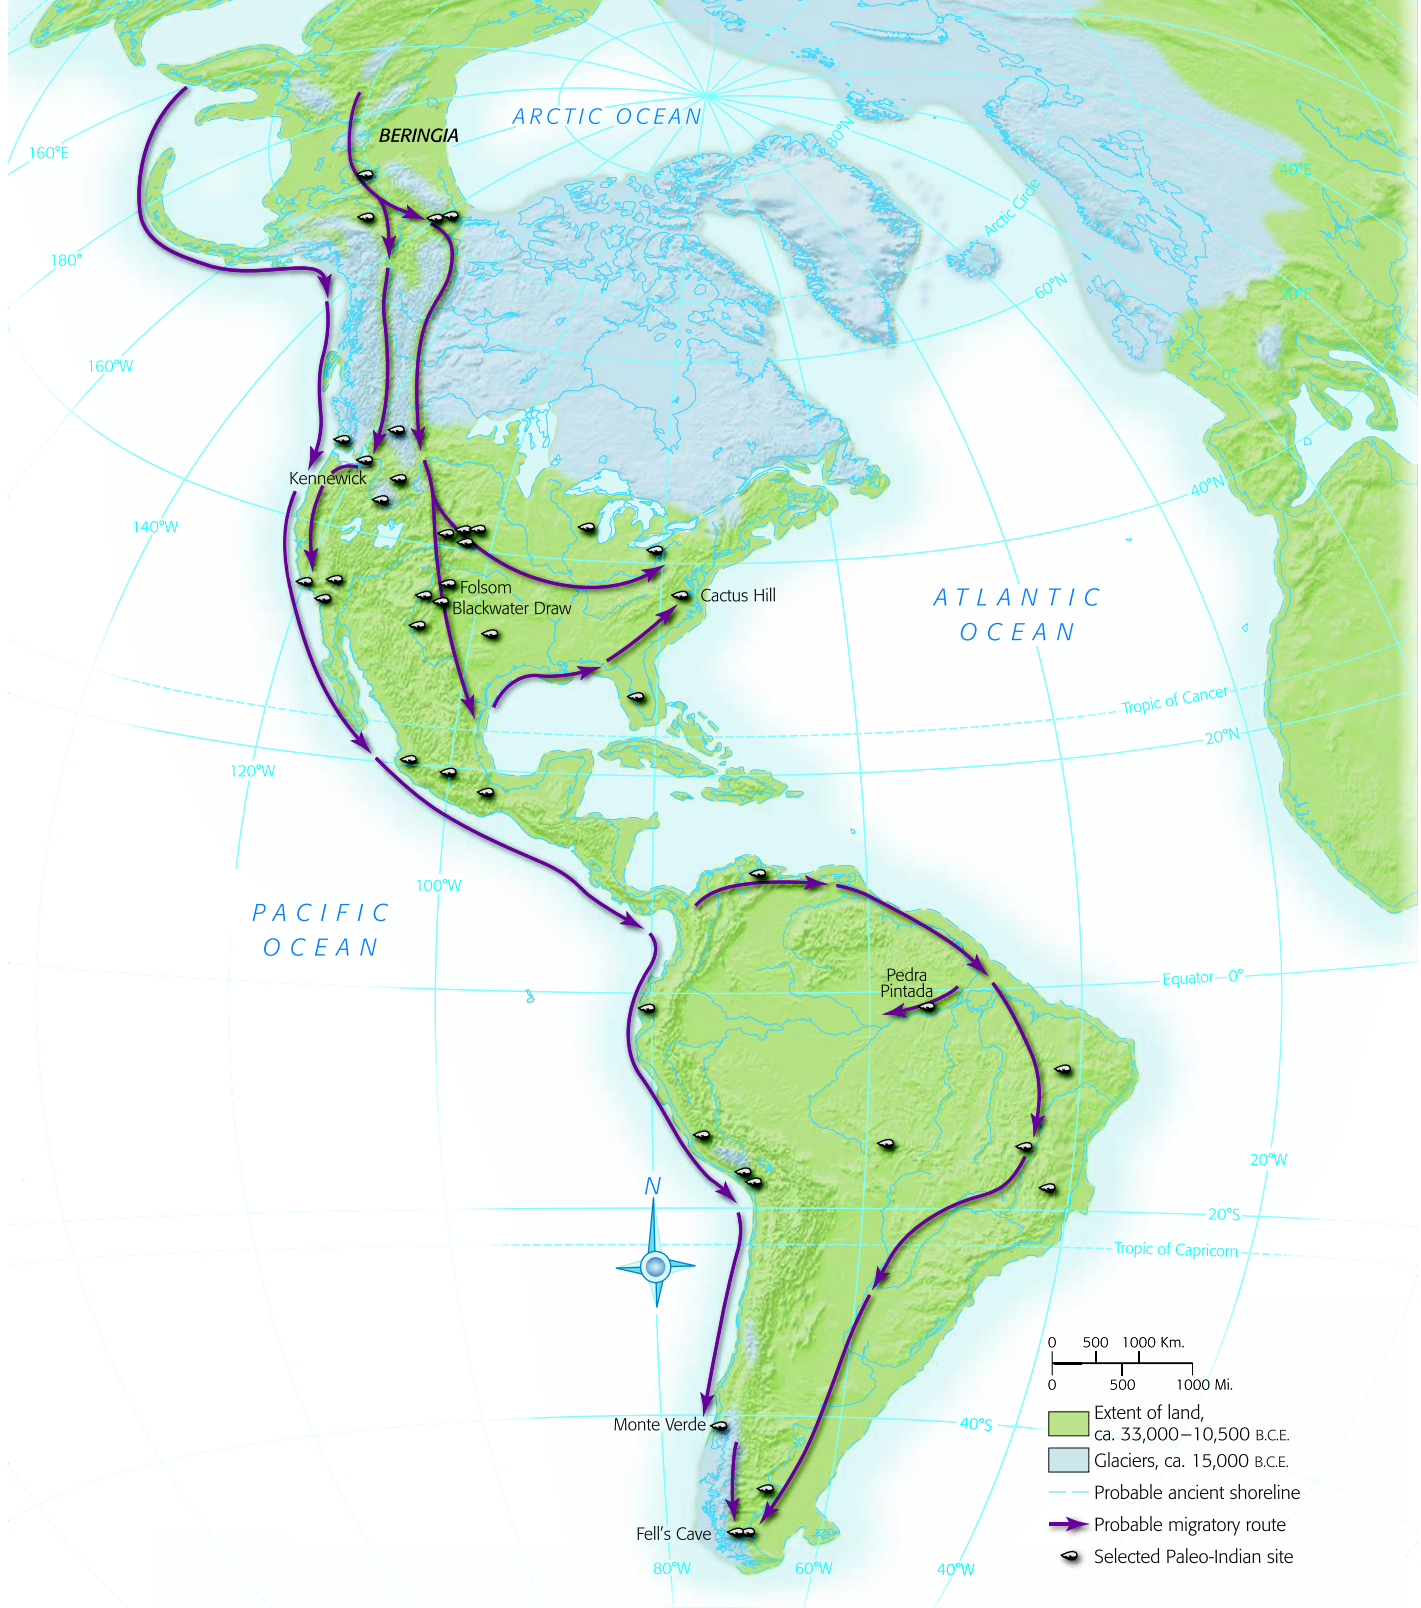 ARCTIC OCEAN
BERINGIA
80°N
160°E
40°E
Arctic Circle
180°
60°N
20°E
160°W
0°
Kennewick
40°N
140°W
Folsom
Blackwater Draw
Cactus Hill
ATLANTIC
OCEAN
Tropic of Cancer
20°N
120°W
100°W
PACIFIC
OCEAN
Pedra
Pintada
Equator 0°
20°W
N
20°S
Tropic of Capricorn
0 500 1000 Km.
0 500 1000 Mi.
Monte Verde
40°S
Extent of land,
ca. 33,000–10,500 B.C.E.
Glaciers, ca. 15,000 B.C.E.
Probable ancient shoreline
Probable migratory route
Selected Paleo-Indian site
Fell's Cave
80°W
60°W
40°W